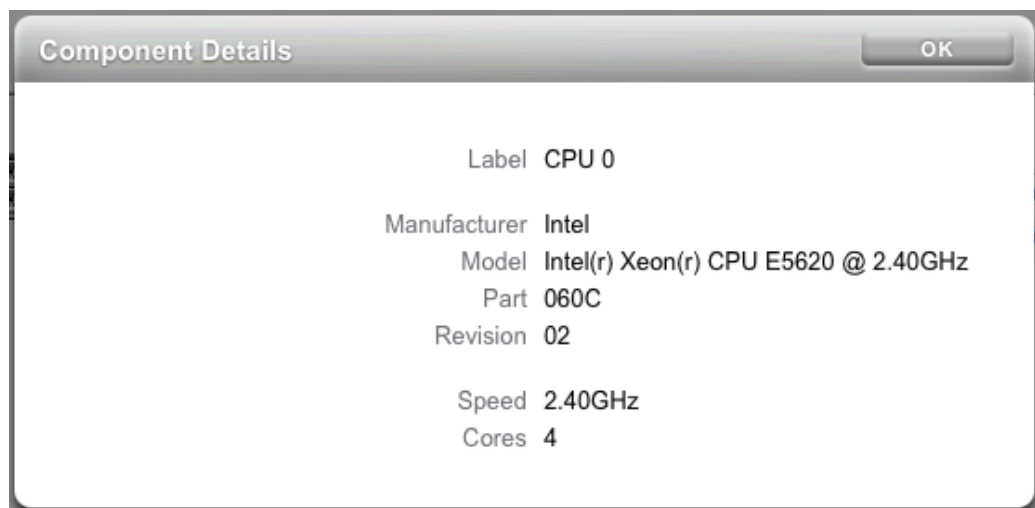 Component Details
OK
Label CPU 0
Manufacturer Intel
Model Intel(r) Xeon(r) CPU E5620 @ 2.40GHz
Part 060C
Revision 02
Speed 2.40GHz
Cores 4